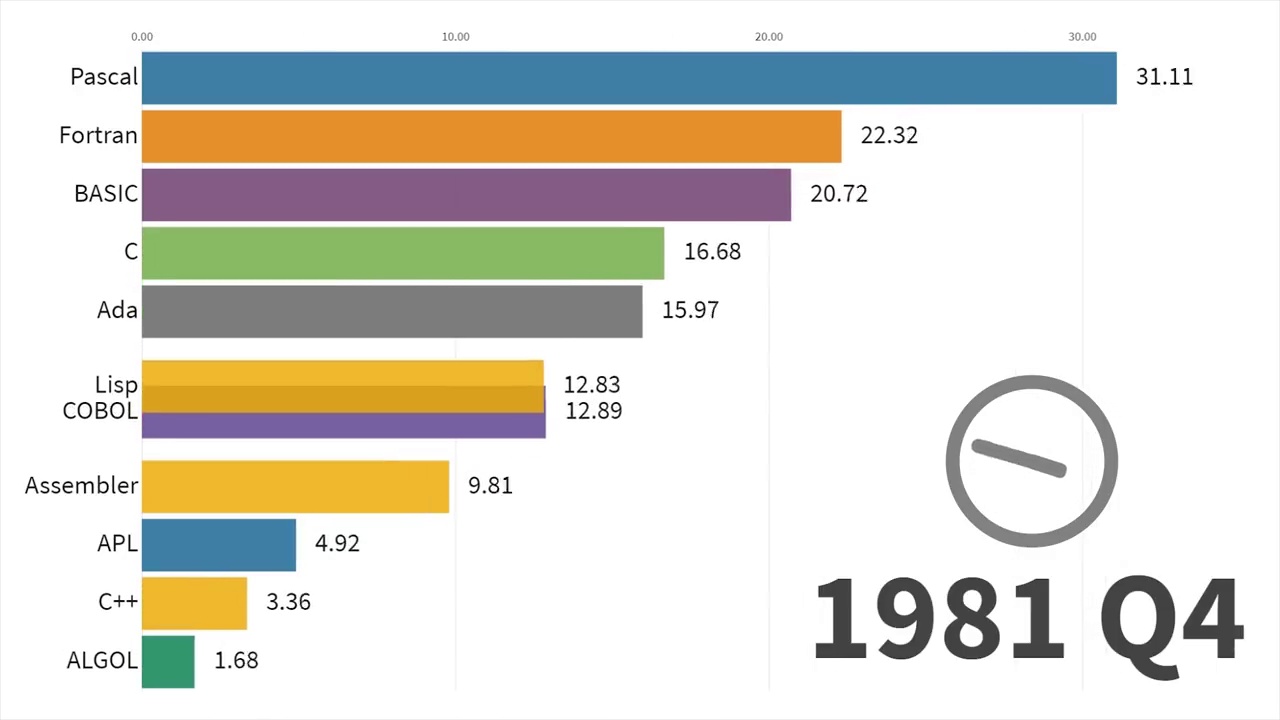 0.00 10.00 20.00 30.00
Pascal 31.11
Fortran 22.32
BASIC 20.72
C 16.68
Ada 15.97
Lisp 12.83
COBOL 12.89
Assembler 9.81
APL 4.92
C++ 3.36
ALGOL 1.68
1981 Q4